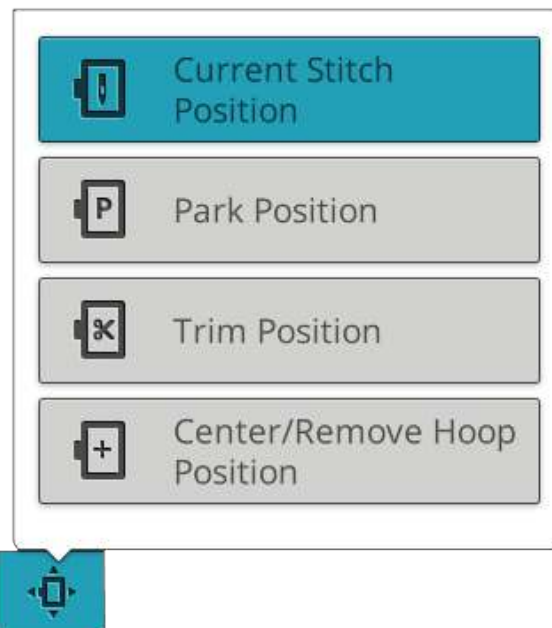 Current Stitch
Position
P
Park Position
Trim Position
Center/Remove Hoop
Position